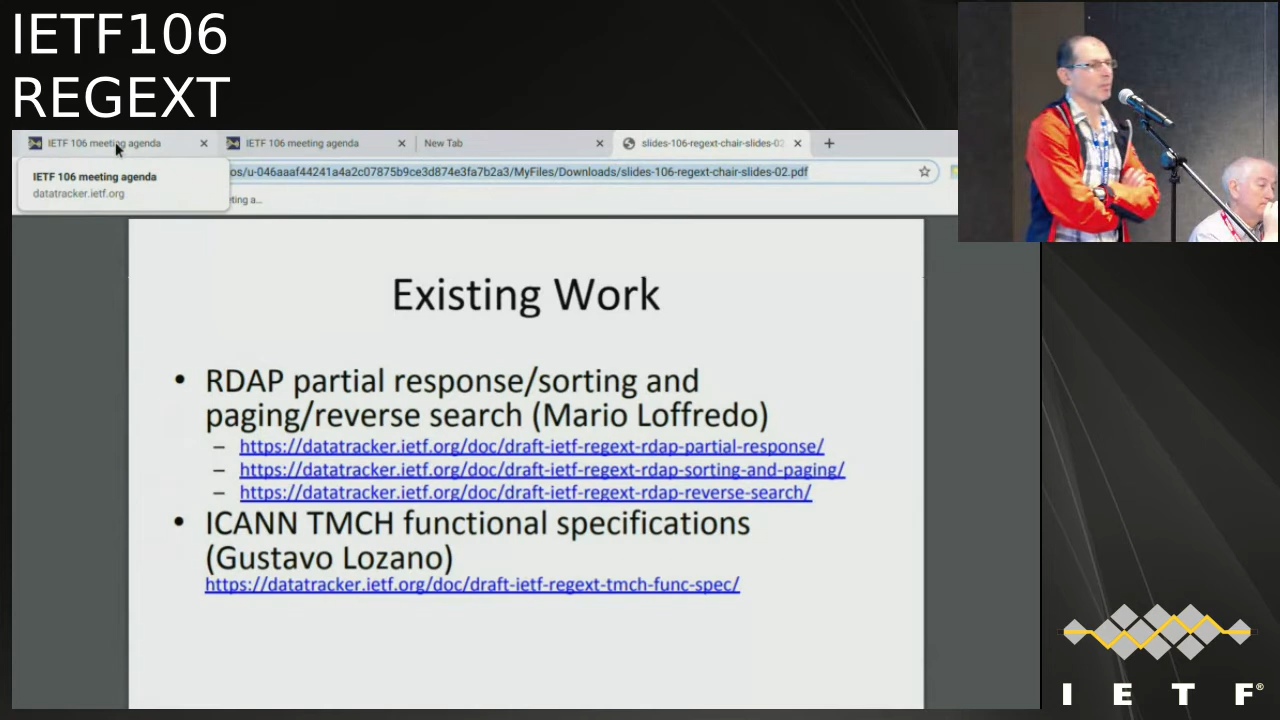 IETF106
REGEXT
IETF 106 meeting agenda
IETF 106 meeting agenda
New Tab
slides-106-regext-chair-slides-02
IETF 106 meeting agenda
datatracker.ietf.org
os/u-046aaaf44241a4a2c07875b9ce3d874e3fa7b2a3/MyFiles/Downloads/slides-106-regext-chair-slides-02.pdf
eting a...
Existing Work
• RDAP partial response/sorting and
paging/reverse search (Mario Loffredo)
– https://datatracker.ietf.org/doc/draft-ietf-regext-rdap-partial-response/
– https://datatracker.ietf.org/doc/draft-ietf-regext-rdap-sorting-and-paging/
– https://datatracker.ietf.org/doc/draft-ietf-regext-rdap-reverse-search/
• ICANN TMCH functional specifications
(Gustavo Lozano)
https://datatracker.ietf.org/doc/draft-ietf-regext-tmch-func-spec/
I E T F®